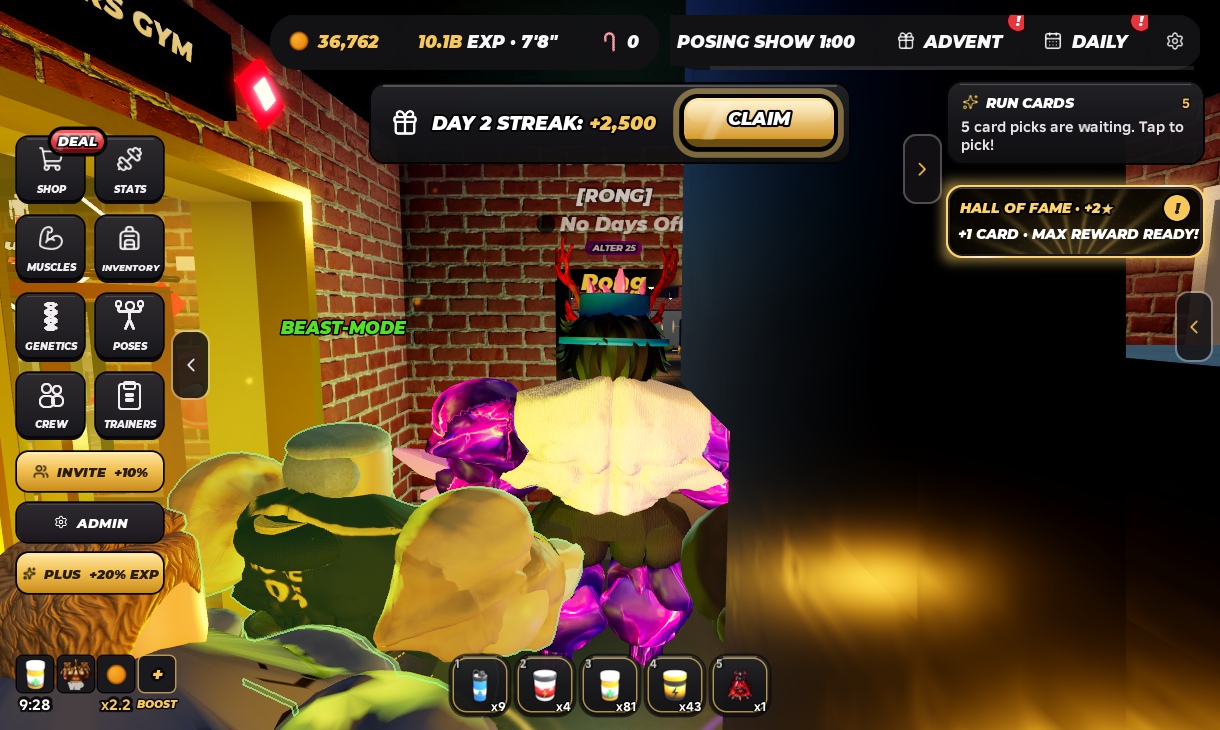 GYM
36,762
10.1B EXP · 7'8"
0
POSING SHOW 1:00
ADVENT
!
DAILY
!
DAY 2 STREAK: +2,500
CLAIM
RUN CARDS
5
5 card picks are waiting. Tap to
pick!
HALL OF FAME · +2★
!
+1 CARD · MAX REWARD READY!
DEAL
SHOP
STATS
MUSCLES
INVENTORY
GENETICS
POSES
CREW
TRAINERS
INVITE +10%
ADMIN
PLUS +20% EXP
[RONG]
No Days Off
ALTER 25
Rong
BEAST-MODE
9:28
x2.2
+
BOOST
1
x9
2
x4
3
x81
4
x43
5
x1